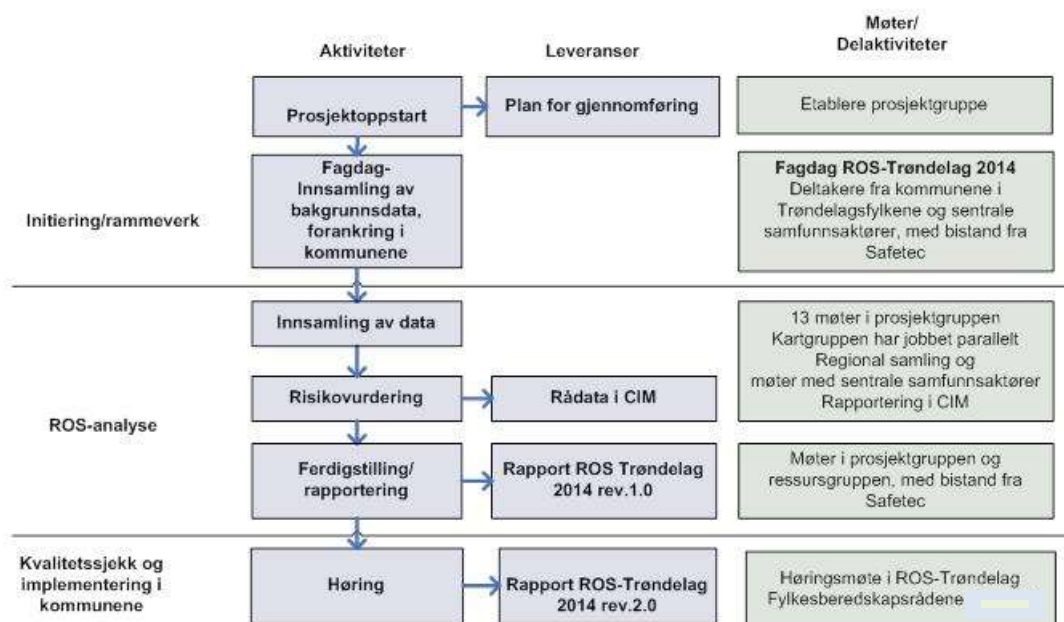 Aktiviteter
Leveranser
Møter/
Delaktiviteter
Prosjektoppstart
Plan for gjennomføring
Etablere prosjektgruppe
Initiering/rammeverk
Fagdag-
Innsamling av
bakgrunnsdata,
forankring i
kommunene
Fagdag ROS-Trøndelag 2014
Deltakere fra kommunene i
Trøndelagsfylkene og sentrale
samfunnsaktører, med bistand fra
Safetec
ROS-analyse
Innsamling av data
13 møter i prosjektgruppen
Kartgruppen har jobbet parallelt
Regional samling og
møter med sentrale samfunnsaktører
Rapportering i CIM
Risikovurdering
Rådata i CIM
Ferdigstilling/
rapportering
Rapport ROS Trøndelag
2014 rev.1.0
Møter i prosjektgruppen og
ressursgruppen, med bistand fra
Safetec
Kvalitetssjekk og
implementering i
kommunene
Høring
Rapport ROS-Trøndelag
2014 rev.2.0
Høringsmøte i ROS-Trøndelag
Fylkesberedskapsrådene